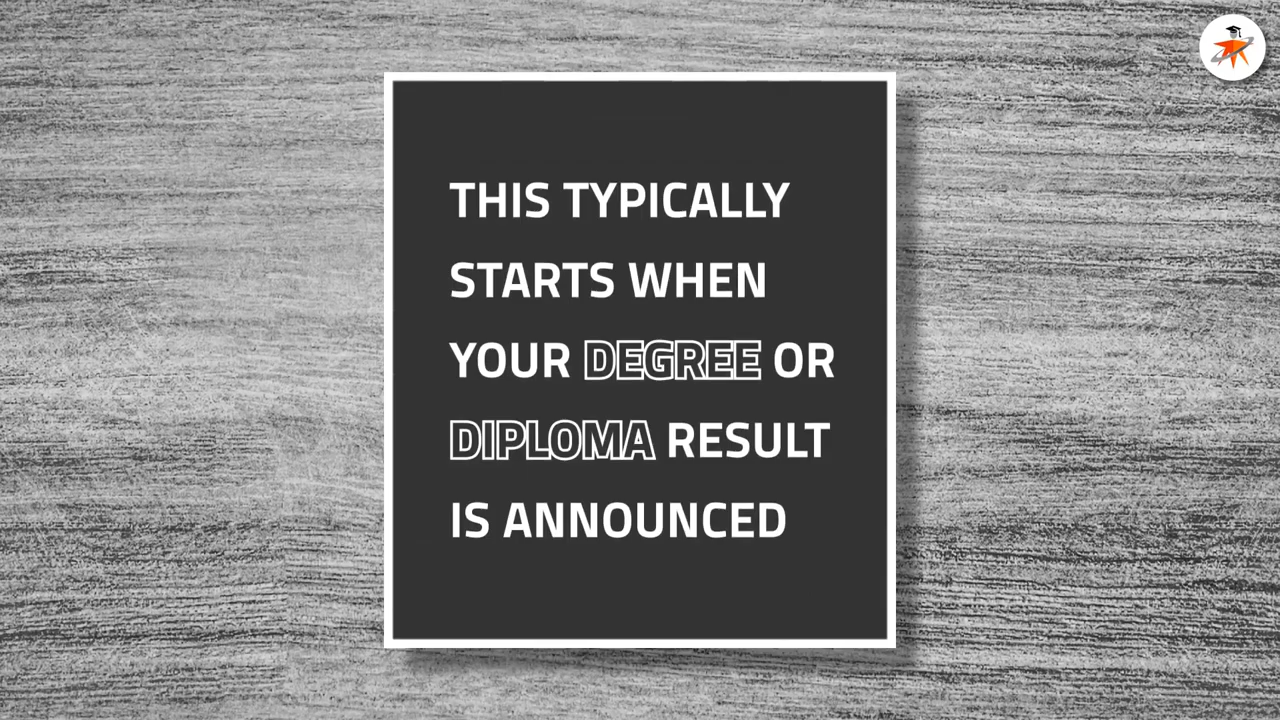 THIS TYPICALLY
STARTS WHEN
YOUR DEGREE OR
DIPLOMA RESULT
IS ANNOUNCED